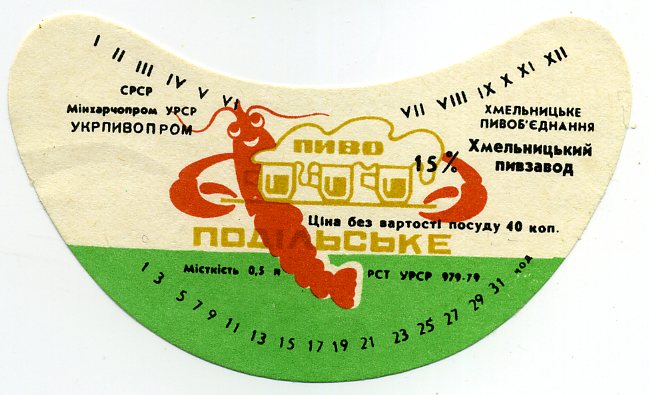 I II III IV V VI
VII VIII IX X XI XII
СРСР
Мінхарчопром УРСР
УКРПИВОПРОМ
ХМЕЛЬНИЦЬКЕ
ПИВОБ'ЄДНАННЯ
Хмельницький
пивзавод
ПИВО
15%
Ціна без вартості посуду 40 коп.
ПОДІЛЬСЬКЕ
Місткість 0,5 л
РСТ УРСР 979-79
1 3 5 7 9 11 13 15 17 19 21 23 25 27 29 31